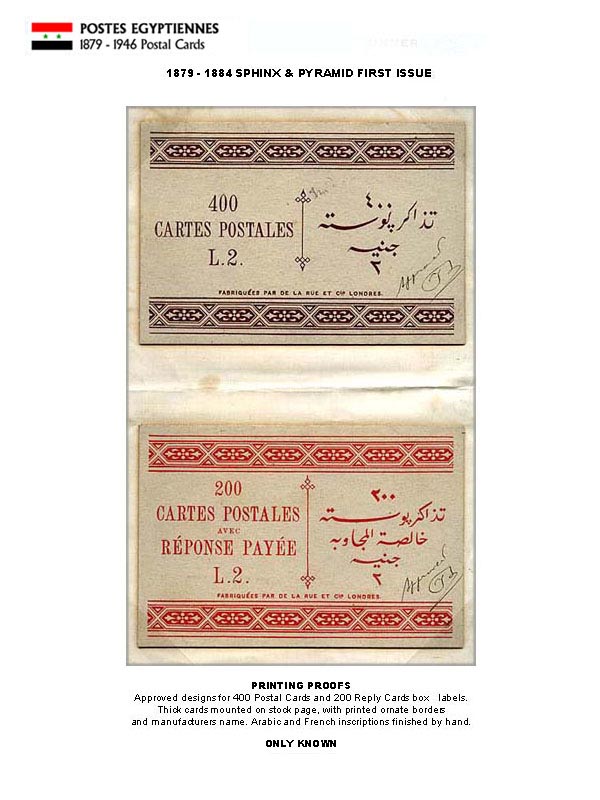 POSTES EGYPTIENNES
1879 - 1946 Postal Cards
1879 - 1884 SPHINX & PYRAMID FIRST ISSUE
400
CARTES POSTALES
L.2.
٤٠٠
تذاكر پوسته
جنيه
٢
FABRIQUÉES PAR DE LA RUE ET Cie LONDRES.
200
CARTES POSTALES
AVEC
RÉPONSE PAYÉE
L.2.
٢٠٠
تذاكر پوسته
خالصة المجاوبه
جنيه
٢
FABRIQUÉES PAR DE LA RUE ET Cie LONDRES.
PRINTING PROOFS
Approved designs for 400 Postal Cards and 200 Reply Cards box labels.
Thick cards mounted on stock page, with printed ornate borders
and manufacturers name. Arabic and French inscriptions finished by hand.
ONLY KNOWN